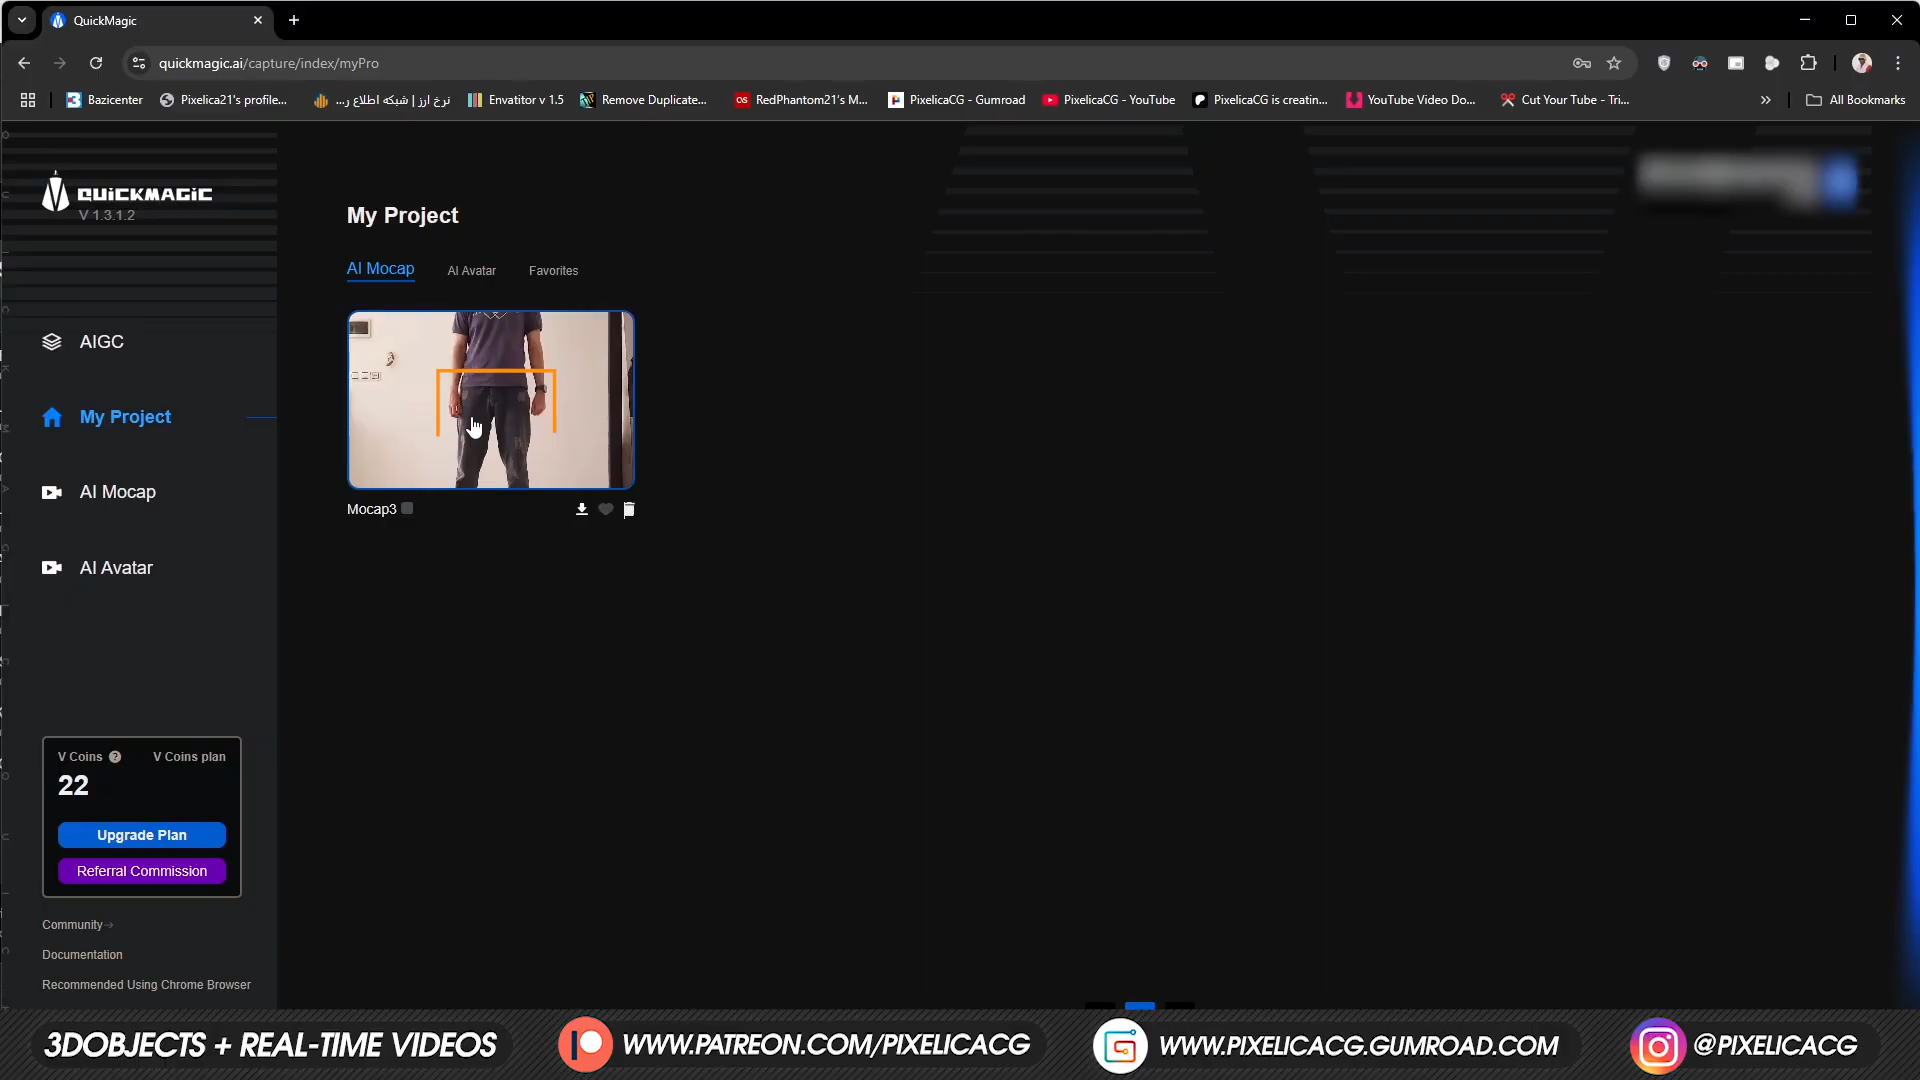 QuickMagic
quickmagic.ai/capture/index/myPro
Bazicenter
Pixelica21's profile...
نرخ ارز | شبکه اطلاع ر...
Envatitor v 1.5
Remove Duplicate...
RedPhantom21's M...
PixelicaCG - Gumroad
PixelicaCG - YouTube
PixelicaCG is creatin...
YouTube Video Do...
Cut Your Tube - Tri...
All Bookmarks
QUICKMAGIC
V 1.3.1.2
My Project
AI Mocap
AI Avatar
Favorites
AIGC
My Project
AI Mocap
AI Avatar
Mocap3
V Coins ?
V Coins plan
22
Upgrade Plan
Referral Commission
Community→
Documentation
Recommended Using Chrome Browser
3DOBJECTS + REAL-TIME VIDEOS
WWW.PATREON.COM/PIXELICACG
WWW.PIXELICACG.GUMROAD.COM
@PIXELICACG